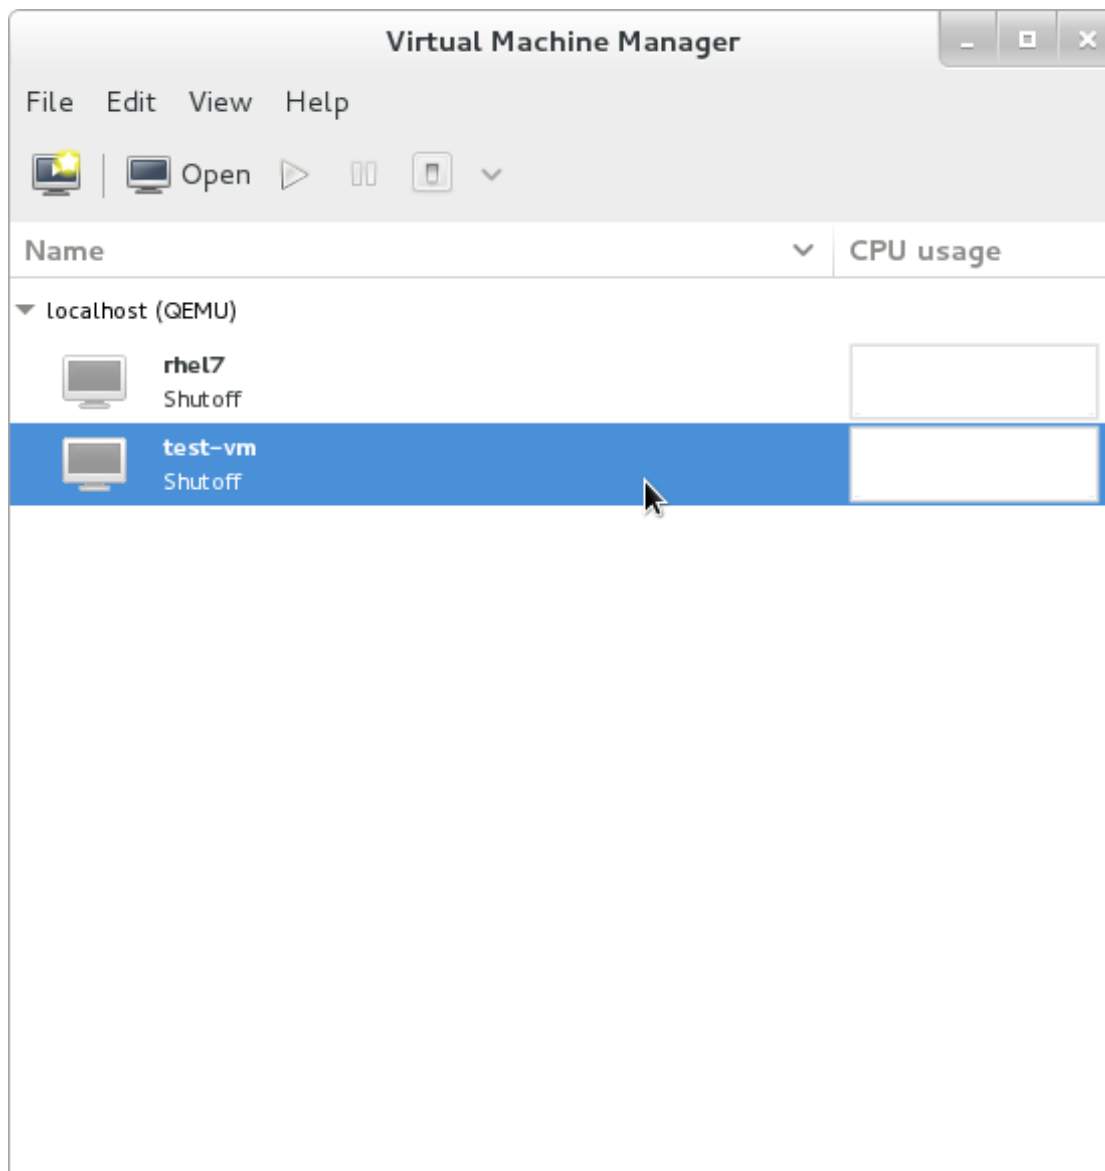 Virtual Machine Manager
File Edit View Help
Open
Name CPU usage
localhost (QEMU)
rhel7
Shutoff
test-vm
Shutoff